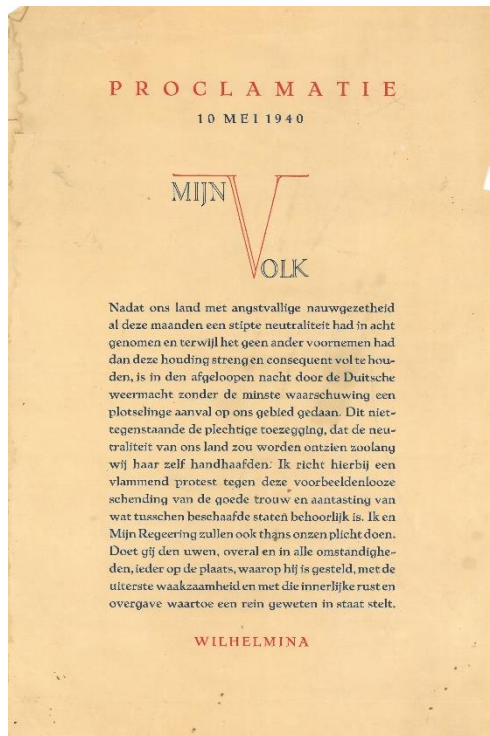 PROCLAMATIE
10 MEI 1940
MIJN
VOLK
Nadat ons land met angstvallige nauwgezetheid
al deze maanden een stipte neutraliteit had in acht
genomen en terwijl het geen ander voornemen had
dan deze houding streng en consequent vol te hou-
den, is in den afgeloopen nacht door de Duitsche
weermacht zonder de minste waarschuwing een
plotselinge aanval op ons gebied gedaan. Dit niet-
tegenstaande de plechtige toezegging, dat de neu-
traliteit van ons land zou worden ontzien zoolang
wij haar zelf handhaafden: Ik richt hierbij een
vlammend protest tegen deze voorbeeldenlooze
schending van de goede trouw en aantasting van
wat tusschen beschaafde staten behoorlijk is. Ik en
Mijn Regeering zullen ook thans onzen plicht doen.
Doet gij den uwen, overal en in alle omstandighe-
den, ieder op de plaats, waarop hij is gesteld, met de
uiterste waakzaamheid en met die innerlijke rust en
overgave waartoe een rein geweten in staat stelt.
WILHELMINA